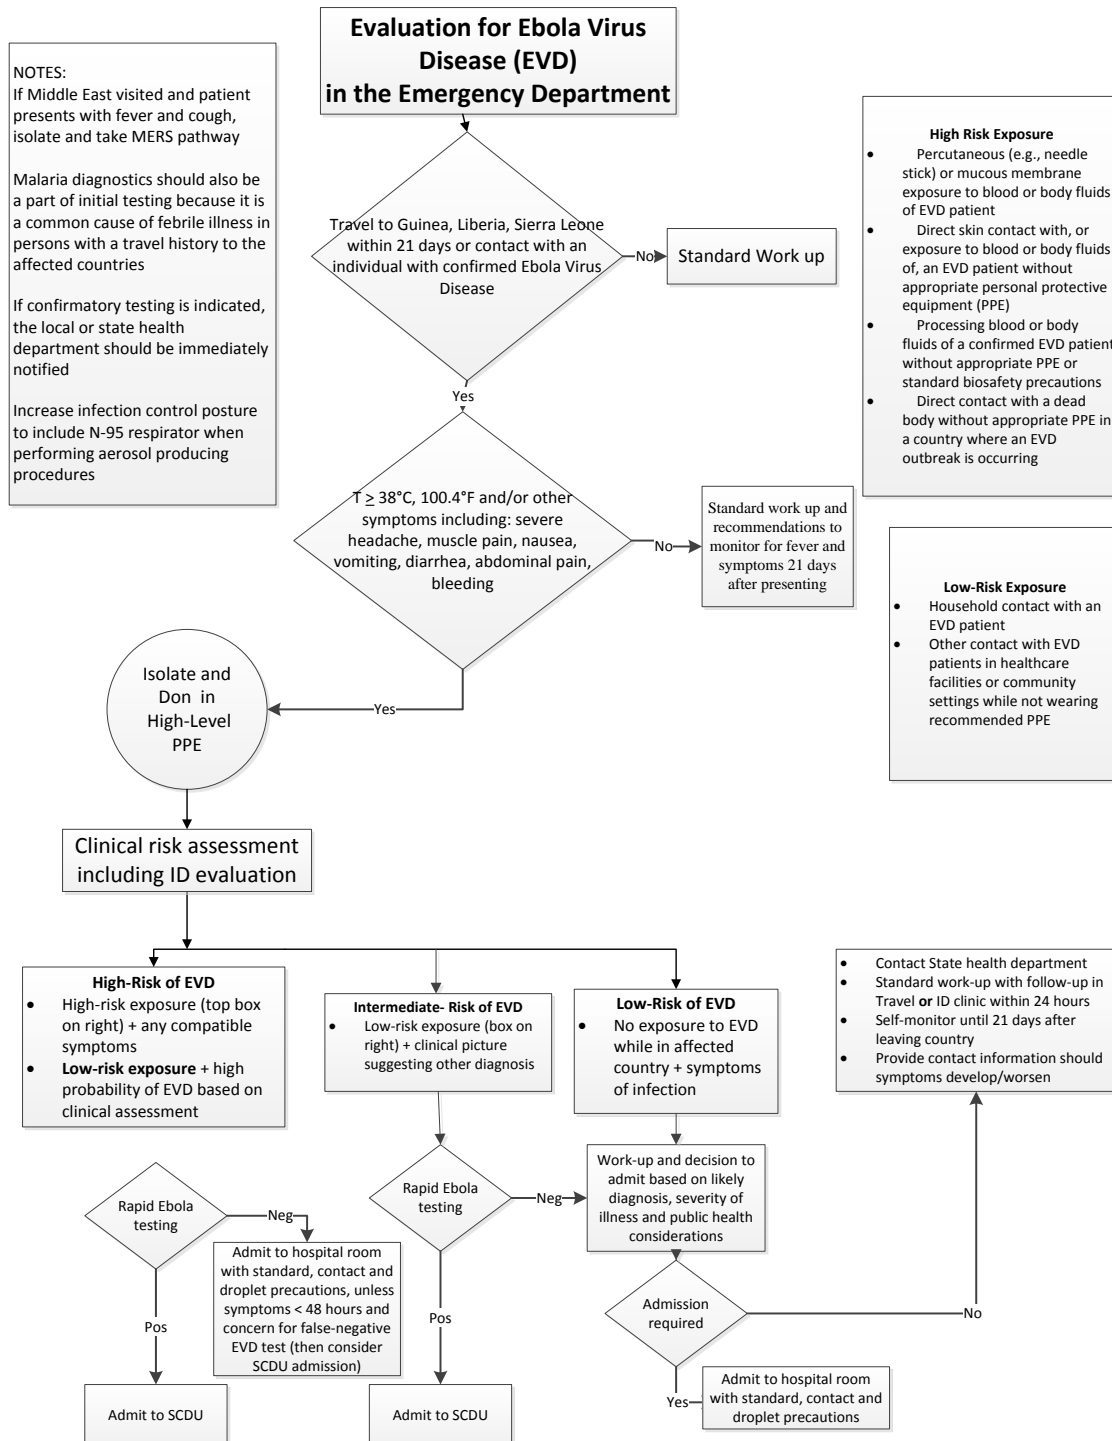 Evaluation for Ebola Virus
Disease (EVD)
in the Emergency Department
NOTES:
If Middle East visited and patient
presents with fever and cough,
isolate and take MERS pathway
Malaria diagnostics should also be
a part of initial testing because it is
a common cause of febrile illness in
persons with a travel history to the
affected countries
If confirmatory testing is indicated,
the local or state health
department should be immediately
notified
Increase infection control posture
to include N-95 respirator when
performing aerosol producing
procedures
Travel to Guinea, Liberia, Sierra Leone
within 21 days or contact with an
individual with confirmed Ebola Virus
Disease
No
Standard Work up
High Risk Exposure
• Percutaneous (e.g., needle
stick) or mucous membrane
exposure to blood or body fluids
of EVD patient
• Direct skin contact with, or
exposure to blood or body fluids
of, an EVD patient without
appropriate personal protective
equipment (PPE)
• Processing blood or body
fluids of a confirmed EVD patient
without appropriate PPE or
standard biosafety precautions
• Direct contact with a dead
body without appropriate PPE in
a country where an EVD
outbreak is occurring
Yes
T ≥ 38°C, 100.4°F and/or other
symptoms including: severe
headache, muscle pain, nausea,
vomiting, diarrhea, abdominal pain,
bleeding
No
Standard work up and
recommendations to
monitor for fever and
symptoms 21 days
after presenting
Low-Risk Exposure
• Household contact with an
EVD patient
• Other contact with EVD
patients in healthcare
facilities or community
settings while not wearing
recommended PPE
Yes
Isolate and
Don in
High-Level
PPE
Clinical risk assessment
including ID evaluation
High-Risk of EVD
• High-risk exposure (top box
on right) + any compatible
symptoms
• Low-risk exposure + high
probability of EVD based on
clinical assessment
Intermediate- Risk of EVD
• Low-risk exposure (box on
right) + clinical picture
suggesting other diagnosis
Low-Risk of EVD
• No exposure to EVD
while in affected
country + symptoms
of infection
• Contact State health department
• Standard work-up with follow-up in
Travel or ID clinic within 24 hours
• Self-monitor until 21 days after
leaving country
• Provide contact information should
symptoms develop/worsen
Rapid Ebola
testing
Neg
Admit to hospital room
with standard, contact and
droplet precautions, unless
symptoms < 48 hours and
concern for false-negative
EVD test (then consider
SCDU admission)
Pos
Admit to SCDU
Rapid Ebola
testing
Neg
Pos
Admit to SCDU
Work-up and decision to
admit based on likely
diagnosis, severity of
illness and public health
considerations
Admission
required
No
Yes
Admit to hospital room
with standard, contact and
droplet precautions